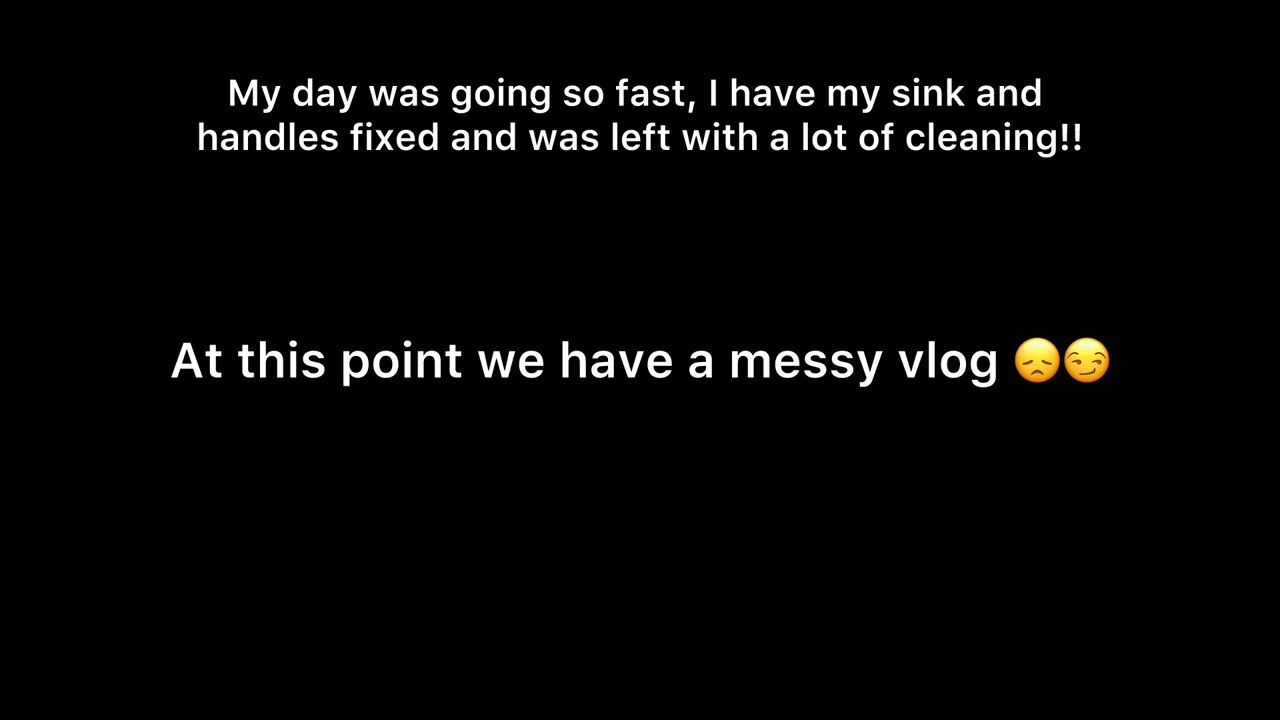 My day was going so fast, I have my sink and
handles fixed and was left with a lot of cleaning!!
At this point we have a messy vlog 😞😏